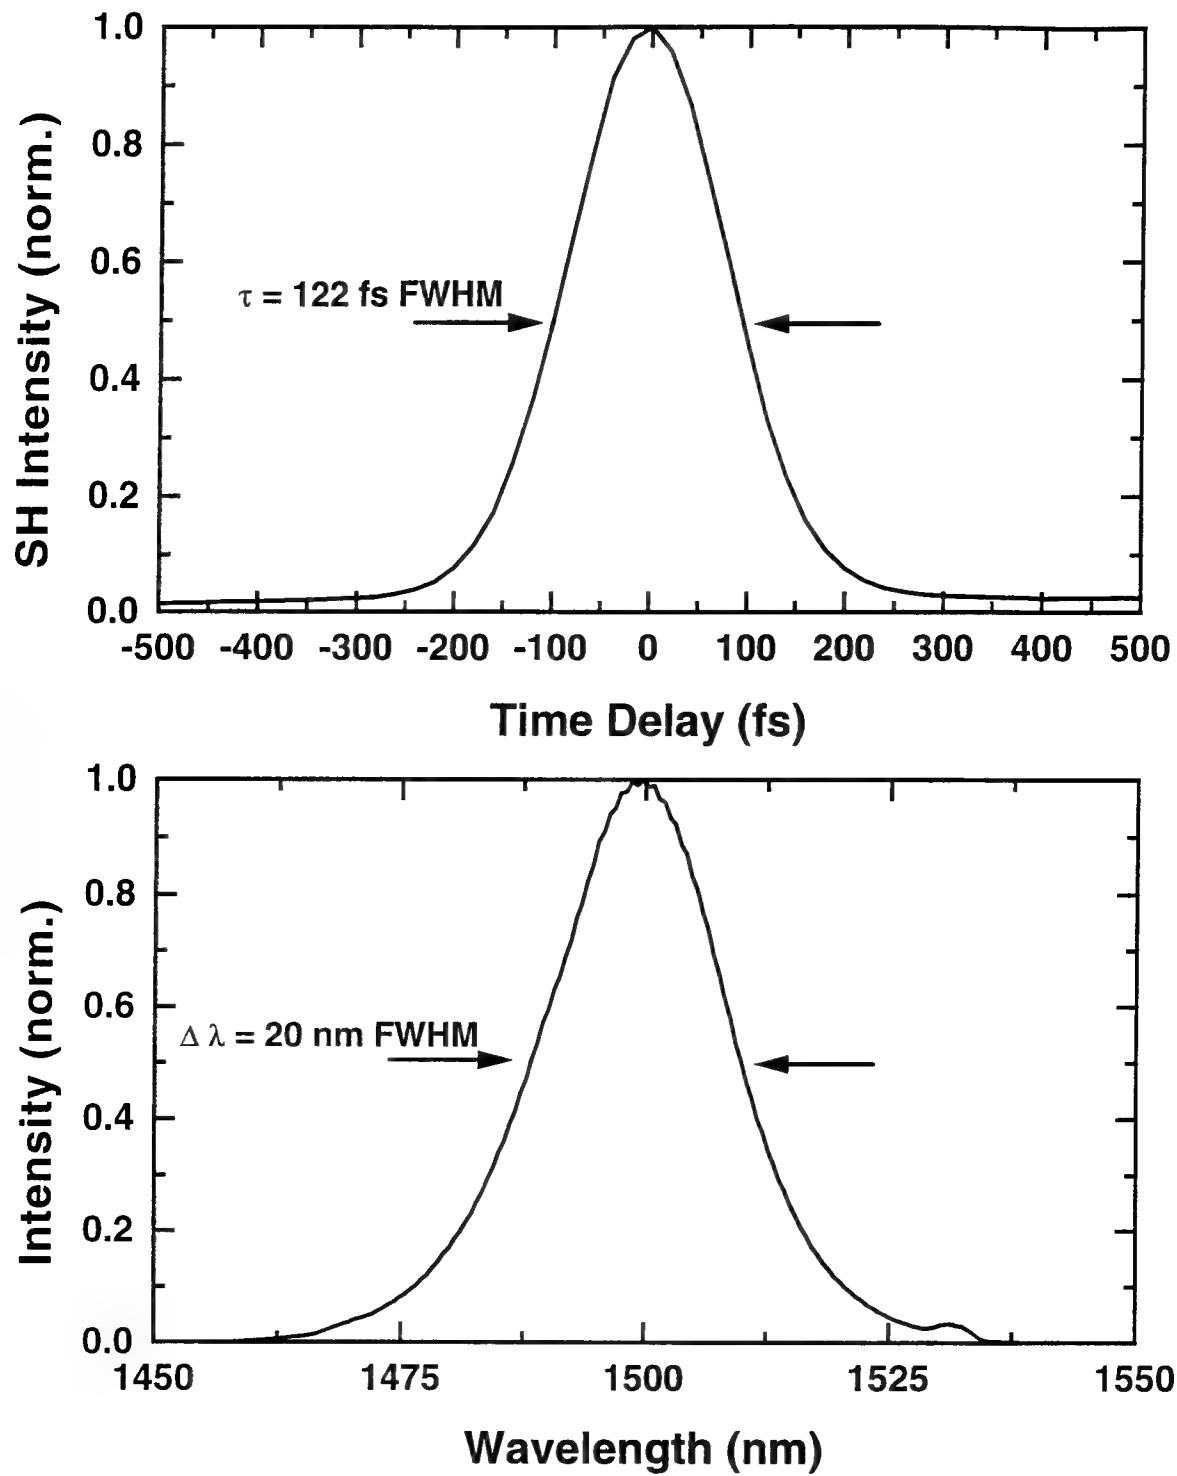 1.0
0.8
0.6
0.4
0.2
0.0
SH Intensity (norm.)
τ = 122 fs FWHM
-500 -400 -300 -200 -100 0 100 200 300 400 500
Time Delay (fs)
1.0
0.8
0.6
0.4
0.2
0.0
Intensity (norm.)
Δ λ = 20 nm FWHM
1450 1475 1500 1525 1550
Wavelength (nm)